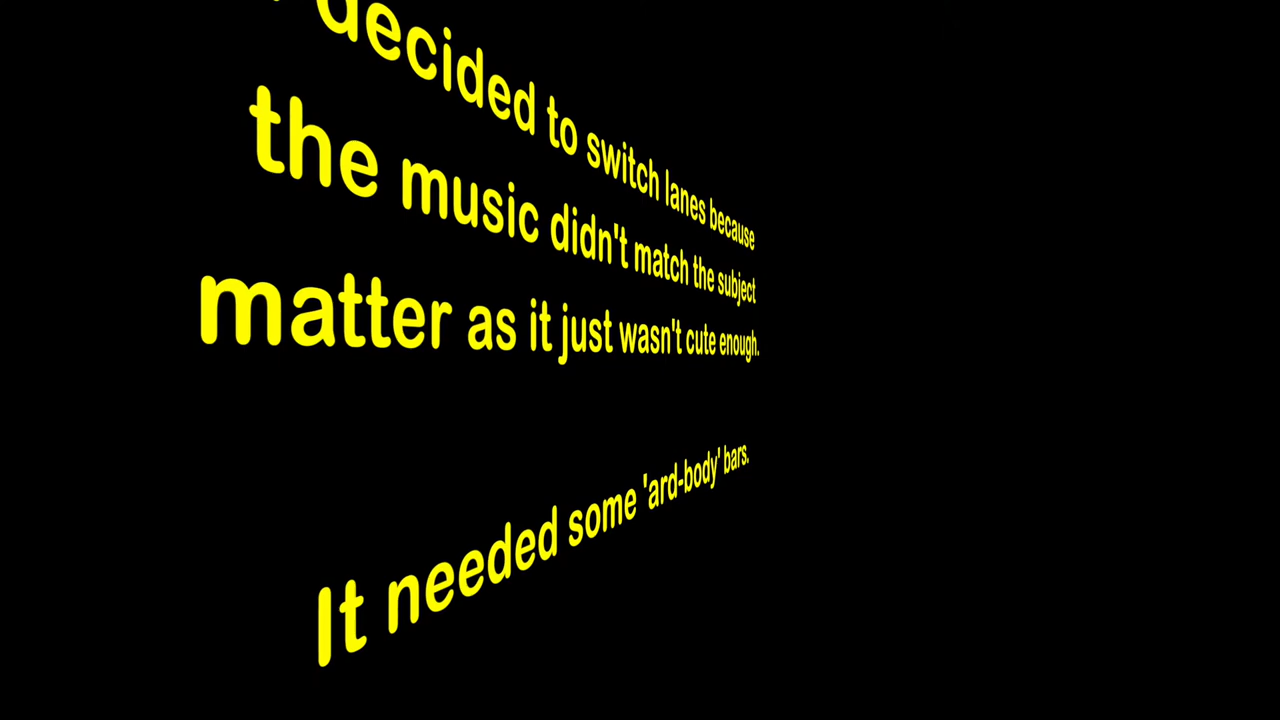 decided to switch lanes because
the music didn't match the subject
matter as it just wasn't cute enough.
It needed some 'ard-body' bars.